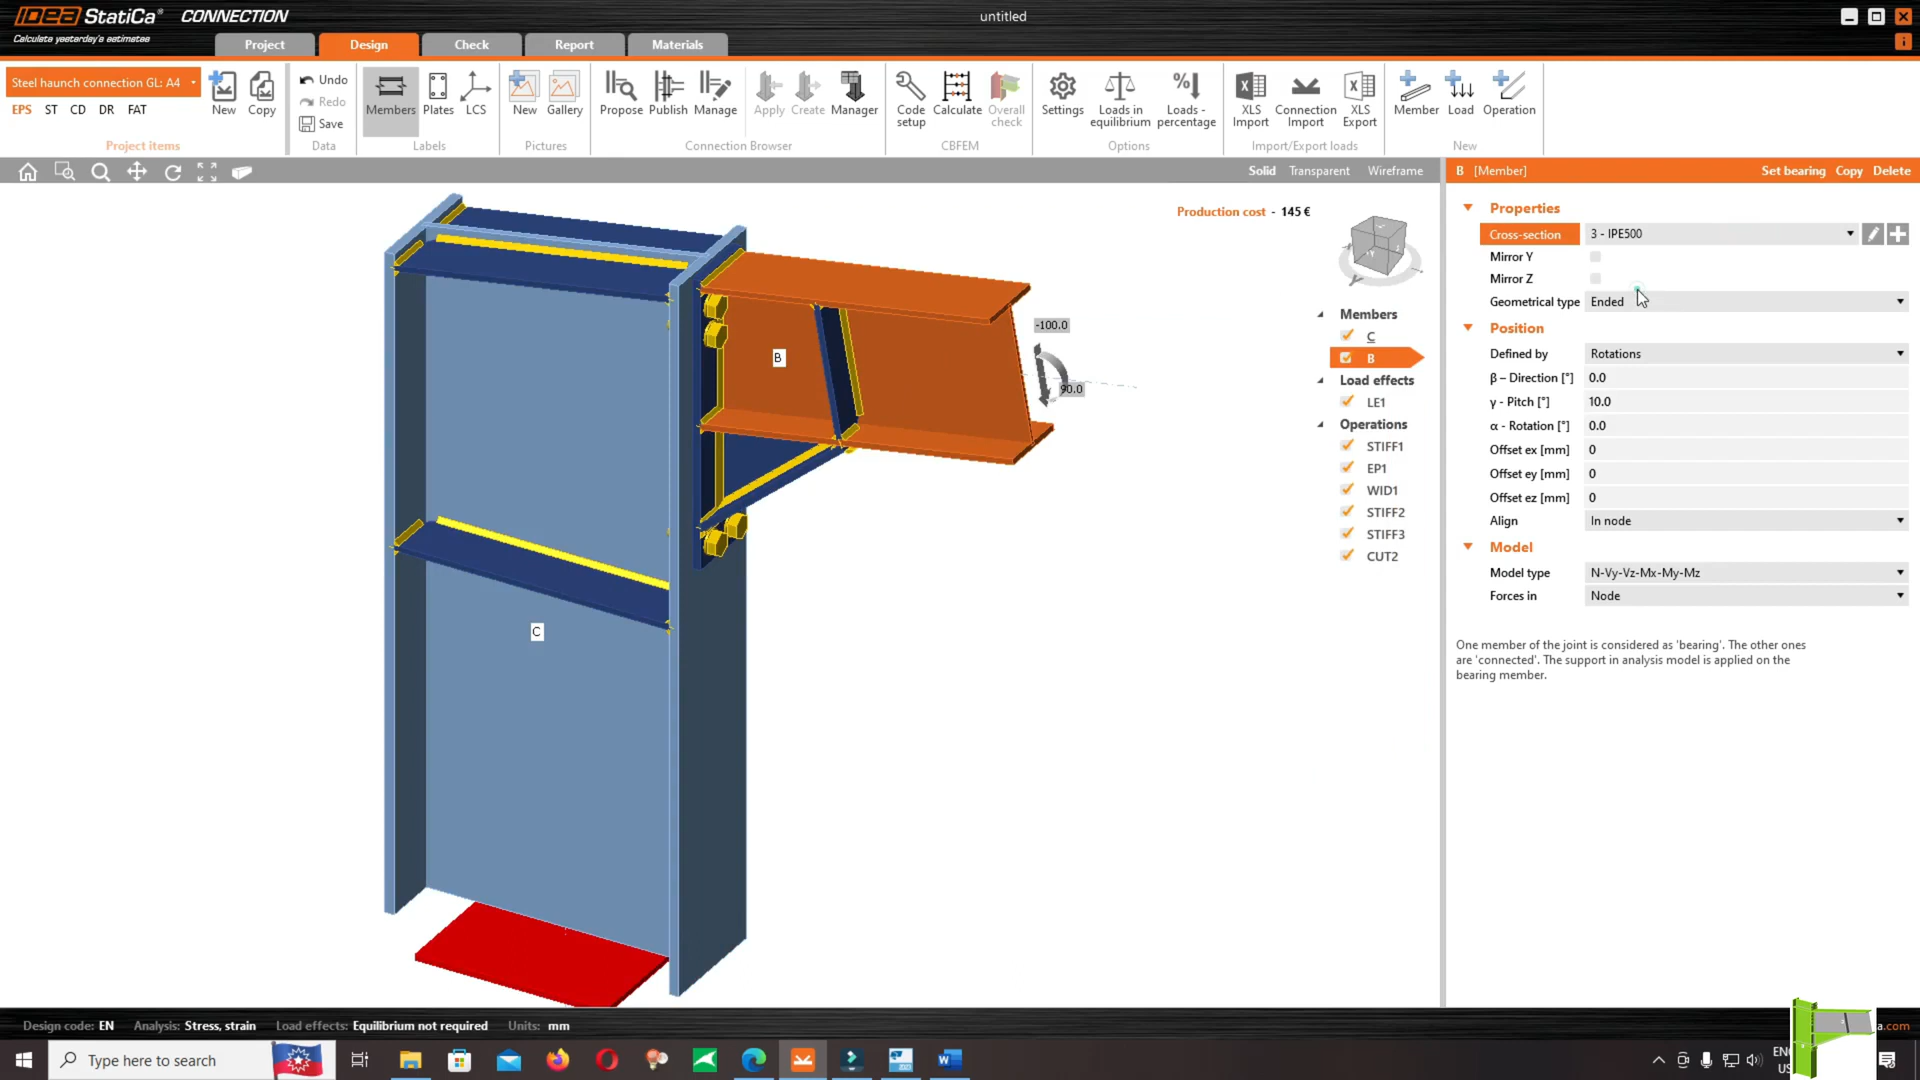 IDEA StatiCa® CONNECTION
Calculate yesterday's estimates
untitled
Project
Design
Check
Report
Materials
Steel haunch connection GL: A4
EPS ST CD DR FAT
New
Copy
Undo
Redo
Save
Members
Plates
LCS
New
Gallery
Propose
Publish
Manage
Apply
Create
Manager
Code setup
Calculate
Overall check
Settings
Loads in equilibrium
Loads - percentage
XLS Import
Connection Import
XLS Export
Member
Load
Operation
Project items
Data
Labels
Pictures
Connection Browser
CBFEM
Options
Import/Export loads
New
Solid Transparent Wireframe
B [Member]
Set bearing Copy Delete
Production cost - 145 €
B
C
-100.0
90.0
Members
C
B
Load effects
LE1
Operations
STIFF1
EP1
WID1
STIFF2
STIFF3
CUT2
Properties
Cross-section 3 - IPE500
Mirror Y
Mirror Z
Geometrical type Ended
Position
Defined by Rotations
β – Direction [°] 0.0
γ - Pitch [°] 10.0
α - Rotation [°] 0.0
Offset ex [mm] 0
Offset ey [mm] 0
Offset ez [mm] 0
Align In node
Model
Model type N-Vy-Vz-Mx-My-Mz
Forces in Node
One member of the joint is considered as 'bearing'. The other ones
are 'connected'. The support in analysis model is applied on the
bearing member.
Design code: EN Analysis: Stress, strain Load effects: Equilibrium not required Units: mm
a.com
Type here to search